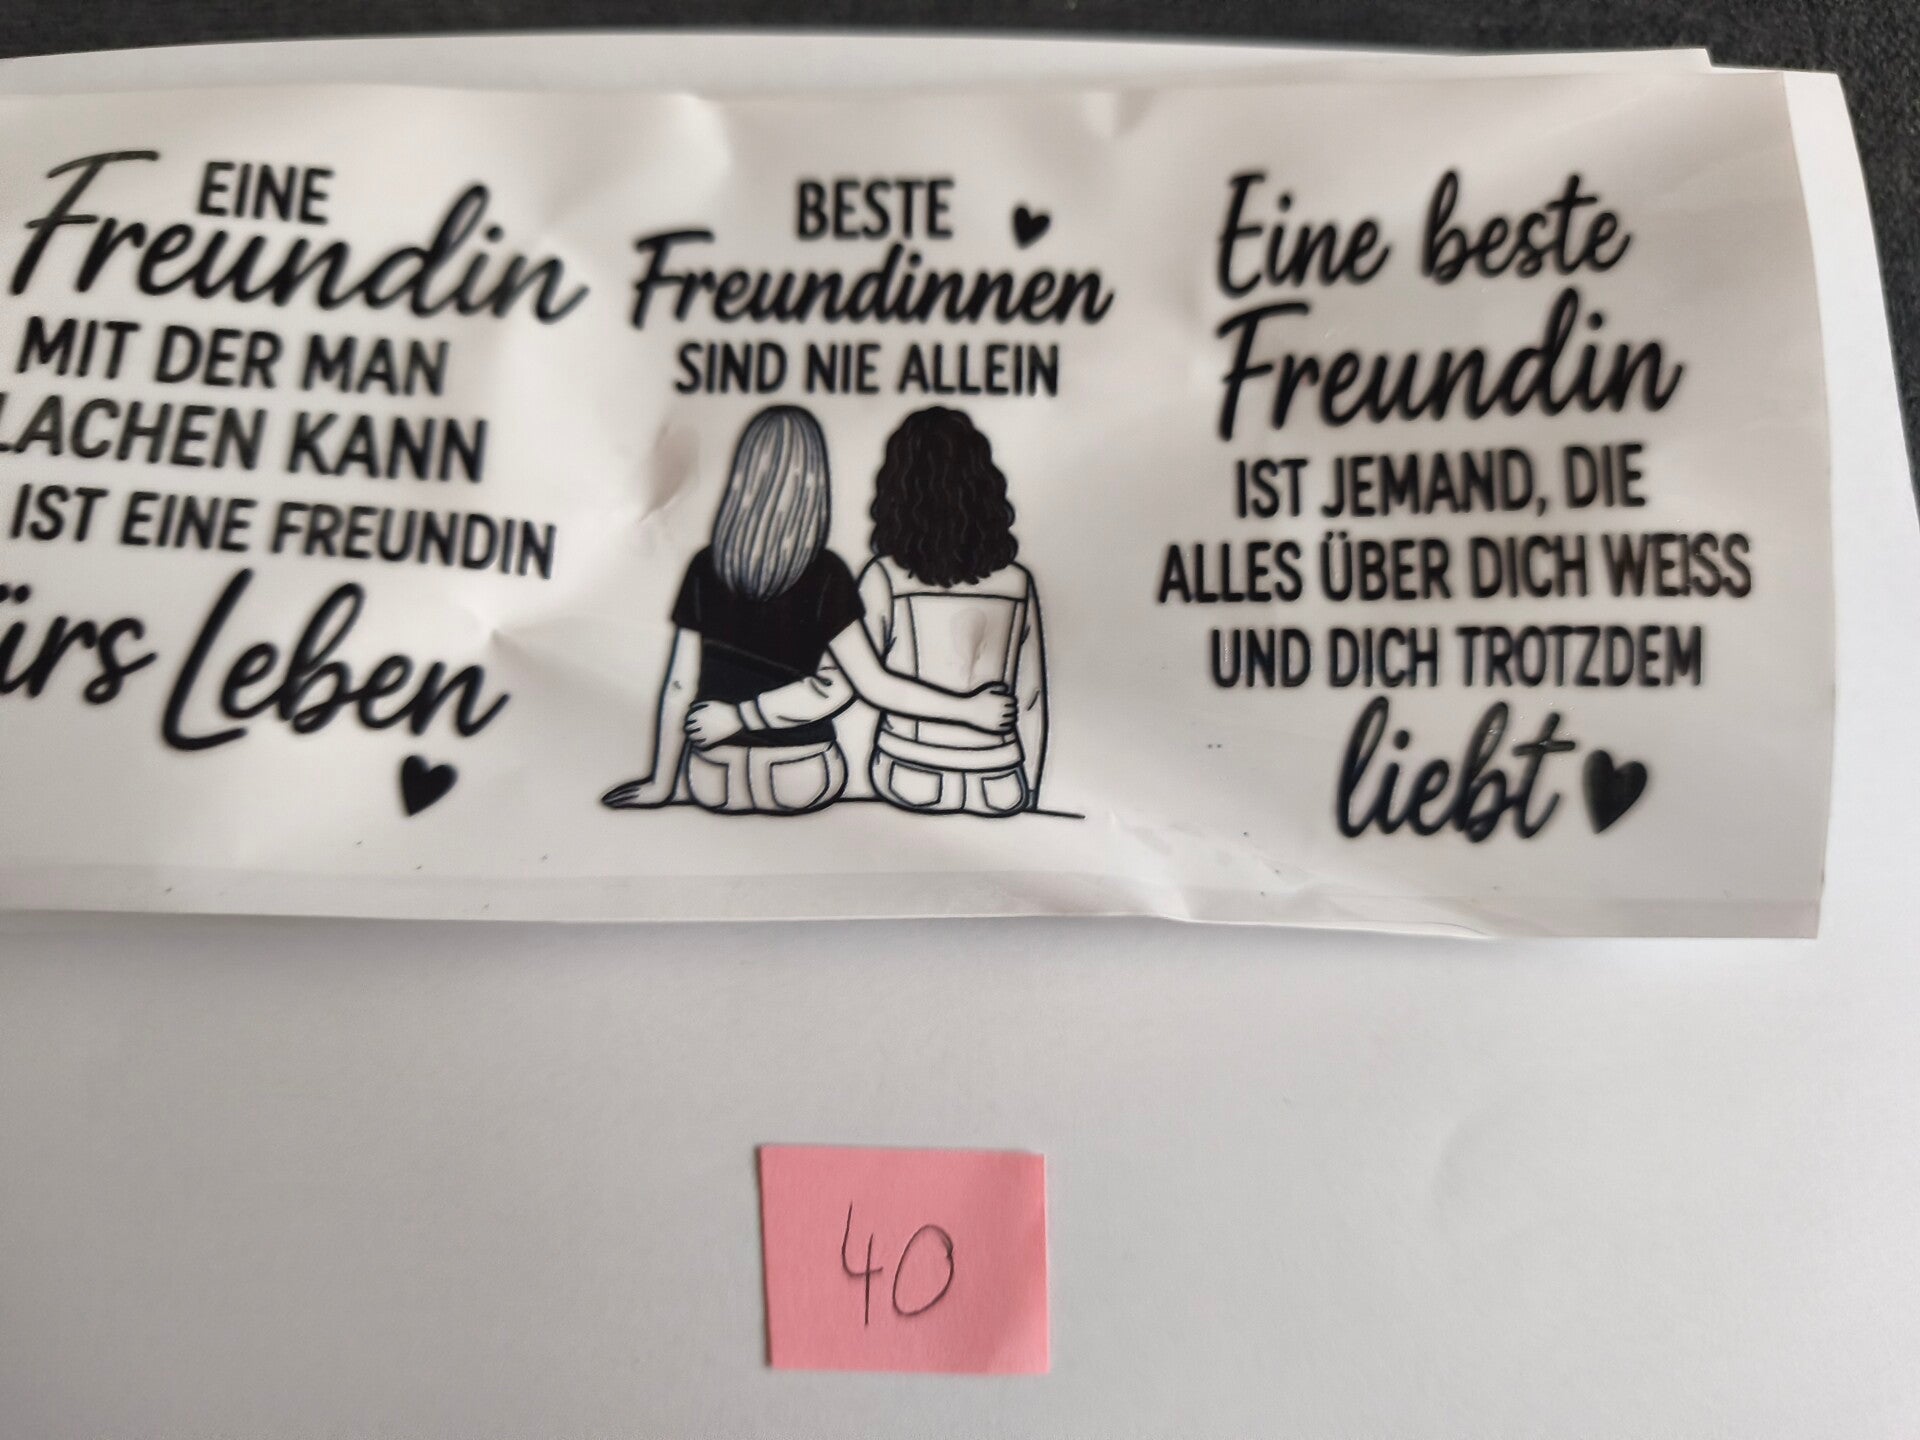 EINE
Freundin
MIT DER MAN
LACHEN KANN
IST EINE FREUNDIN
ürs Leben
BESTE
Freundinnen
SIND NIE ALLEIN
Eine beste
Freundin
IST JEMAND, DIE
ALLES ÜBER DICH WEISS
UND DICH TROTZDEM
liebt
40